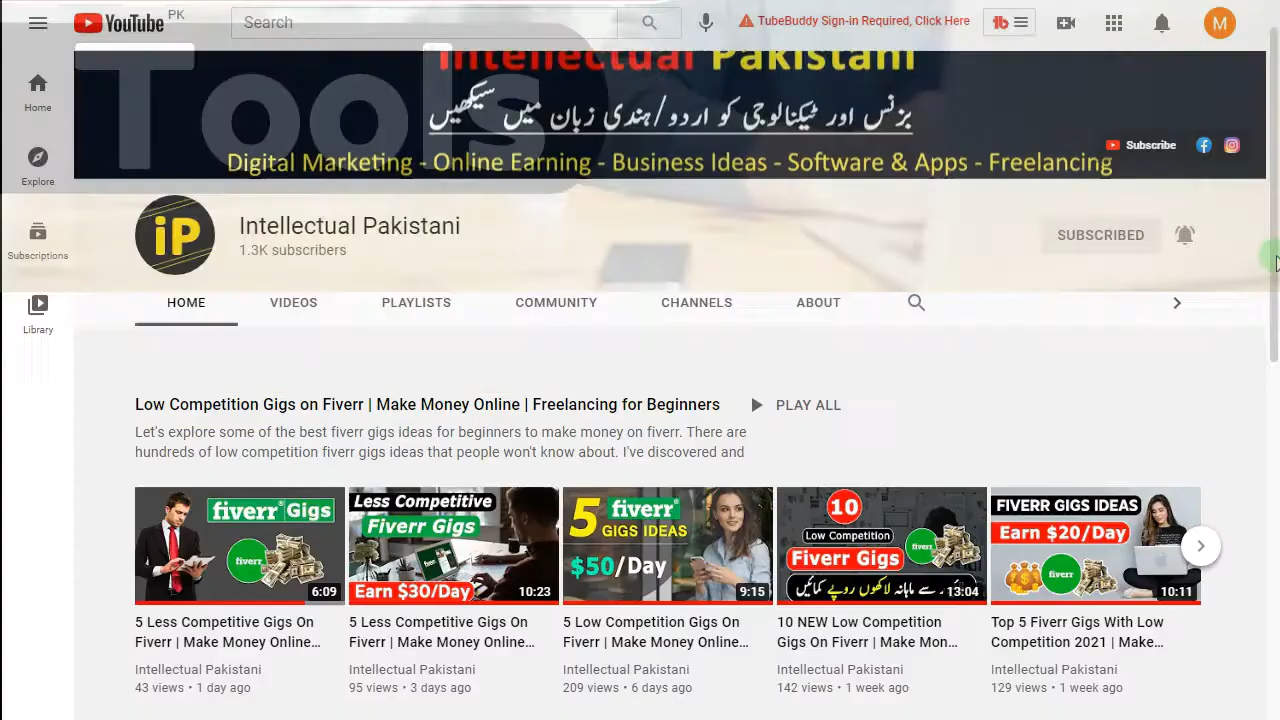 YouTube PK
Search
TubeBuddy Sign-in Required, Click Here
tb
M
Tools
Intellectual Pakistani
بزنس اور ٹیکنالوجی کو اردو/ہندی زبان میں سیکھیں
Digital Marketing - Online Earning - Business Ideas - Software & Apps - Freelancing
Subscribe
Home
Explore
Subscriptions
Library
iP
Intellectual Pakistani
1.3K subscribers
SUBSCRIBED
HOME VIDEOS PLAYLISTS COMMUNITY CHANNELS ABOUT
Low Competition Gigs on Fiverr | Make Money Online | Freelancing for Beginners
PLAY ALL
Let's explore some of the best fiverr gigs ideas for beginners to make money on fiverr. There are
hundreds of low competition fiverr gigs ideas that people won't know about. I've discovered and
fiverr Gigs
fiverr
6:09
5 Less Competitive Gigs On
Fiverr | Make Money Online...
Intellectual Pakistani
43 views • 1 day ago
Less Competitive
Fiverr Gigs
fiverr
Earn $30/Day
10:23
5 Less Competitive Gigs On
Fiverr | Make Money Online...
Intellectual Pakistani
95 views • 3 days ago
5 fiverr
GIGS IDEAS
$50/Day
9:15
5 Low Competition Gigs On
Fiverr | Make Money Online...
Intellectual Pakistani
209 views • 6 days ago
10
Low Competition
Fiverr Gigs
fiverr
سے ماہانہ لاکھوں روپے کمائیں
13:04
10 NEW Low Competition
Gigs On Fiverr | Make Mon...
Intellectual Pakistani
142 views • 1 week ago
FIVERR GIGS IDEAS
Earn $20/Day
fiverr
10:11
Top 5 Fiverr Gigs With Low
Competition 2021 | Make...
Intellectual Pakistani
129 views • 1 week ago